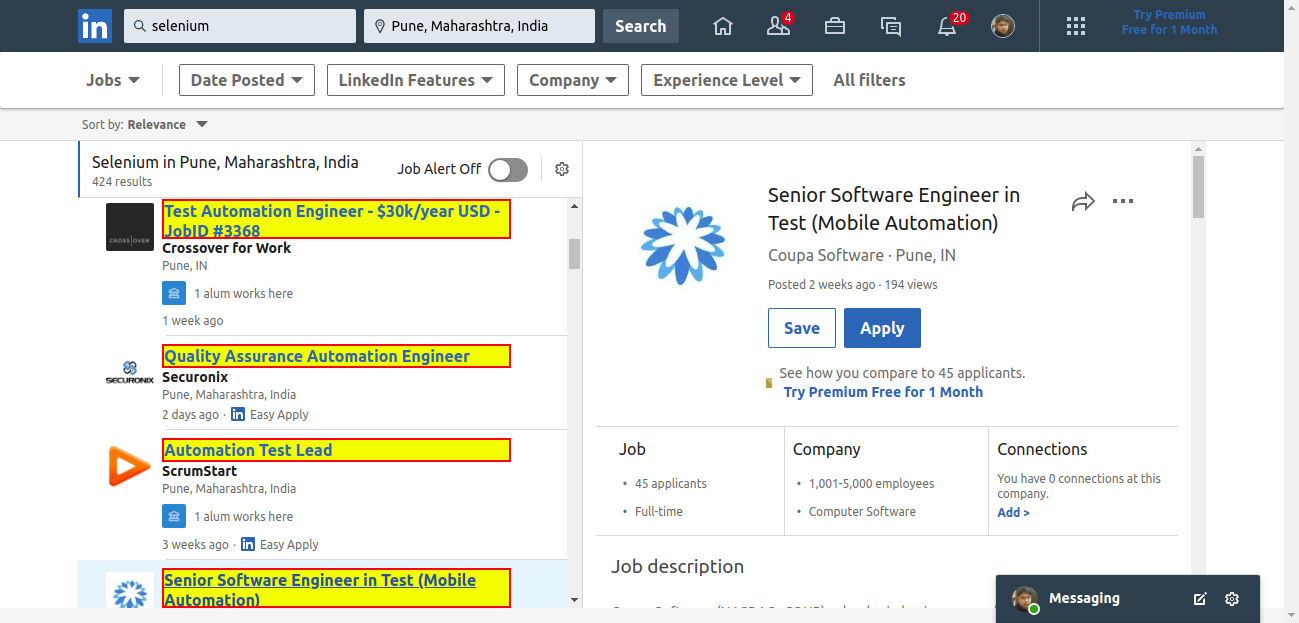 in selenium Pune, Maharashtra, India Search 4 20 Try Premium
Free for 1 Month
Jobs Date Posted LinkedIn Features Company Experience Level All filters
Sort by: Relevance
Selenium in Pune, Maharashtra, India
424 results
Job Alert Off
CROSSOVER
Test Automation Engineer - $30k/year USD -
JobID #3368
Crossover for Work
Pune, IN
1 alum works here
1 week ago
SECURONIX
Quality Assurance Automation Engineer
Securonix
Pune, Maharashtra, India
2 days ago · in Easy Apply
Automation Test Lead
ScrumStart
Pune, Maharashtra, India
1 alum works here
3 weeks ago · in Easy Apply
Senior Software Engineer in Test (Mobile
Automation)
Senior Software Engineer in
Test (Mobile Automation)
Coupa Software · Pune, IN
Posted 2 weeks ago · 194 views
Save Apply
See how you compare to 45 applicants.
Try Premium Free for 1 Month
Job
• 45 applicants
• Full-time
Company
• 1,001-5,000 employees
• Computer Software
Connections
You have 0 connections at this
company.
Add >
Job description
Messaging